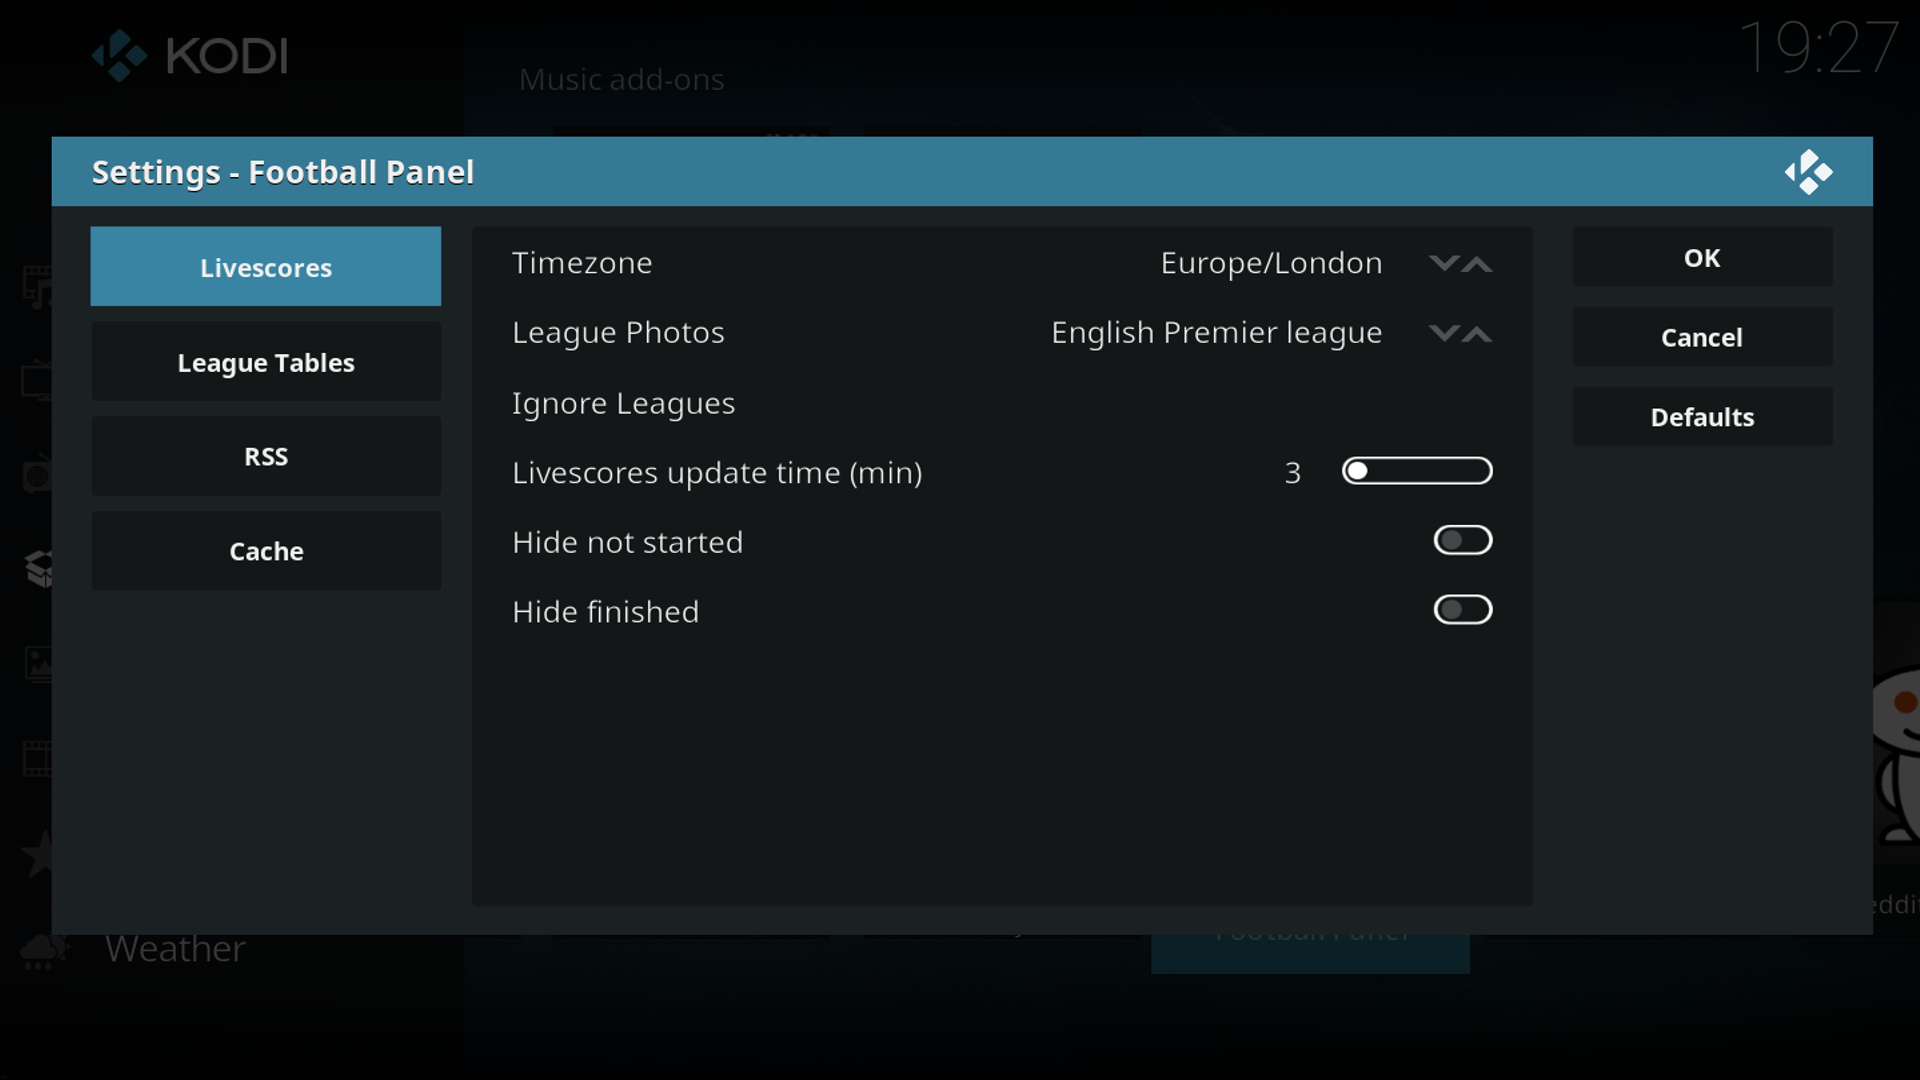 KODI
19:27
Music add-ons
Settings - Football Panel
Livescores
League Tables
RSS
Cache
Timezone Europe/London
League Photos English Premier league
Ignore Leagues
Livescores update time (min) 3
Hide not started
Hide finished
OK
Cancel
Defaults
Weather
Football Panel